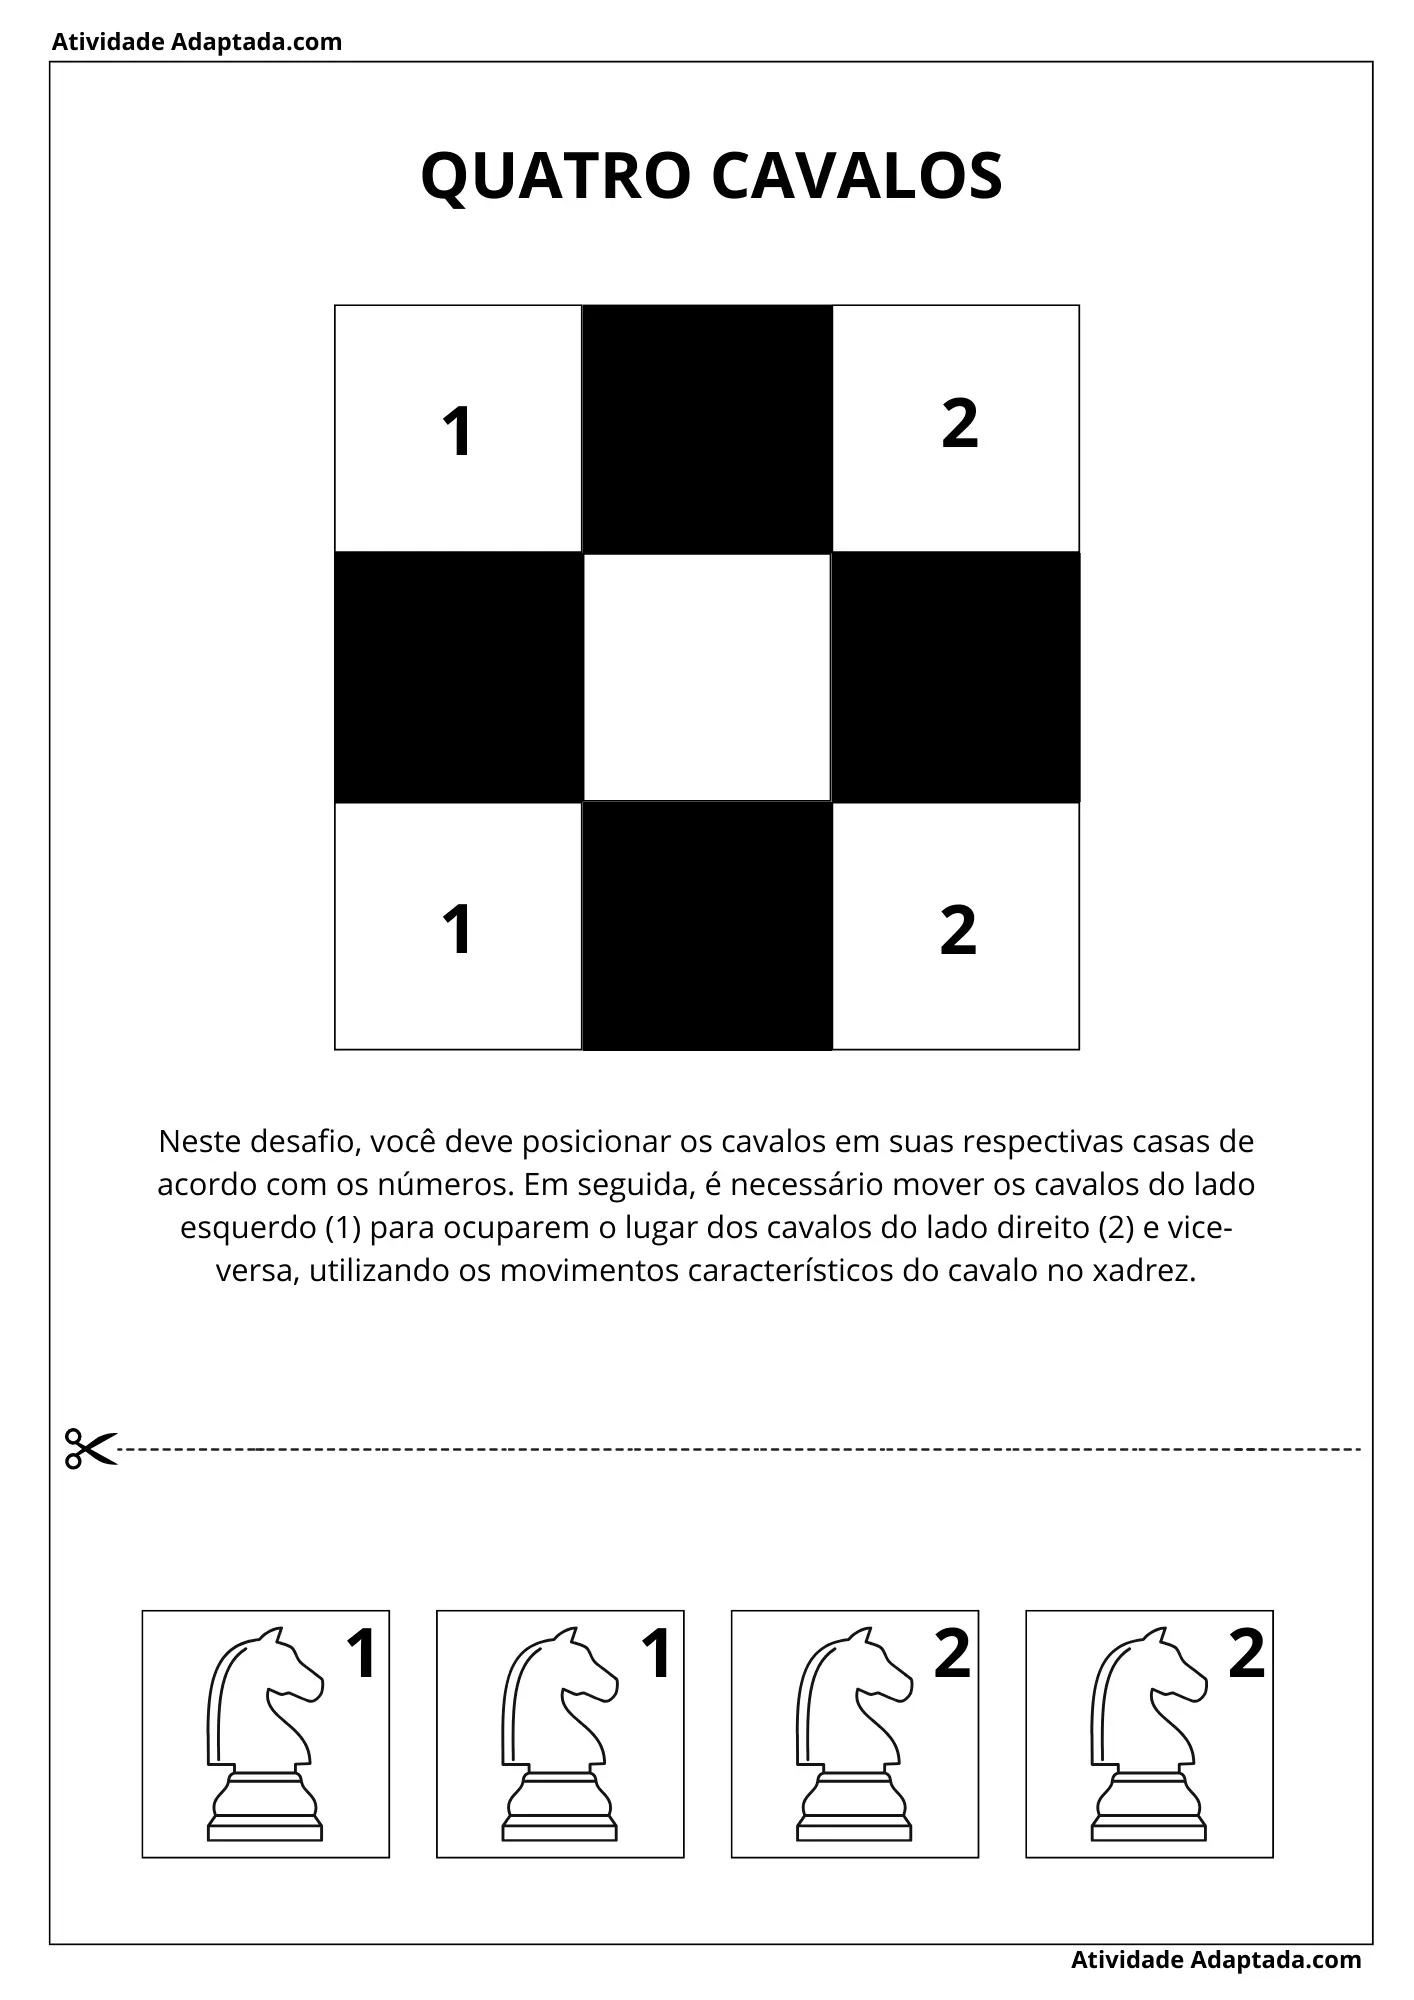 Atividade Adaptada.com
QUATRO CAVALOS
1 2
1 2
Neste desafio, você deve posicionar os cavalos em suas respectivas casas de
acordo com os números. Em seguida, é necessário mover os cavalos do lado
esquerdo (1) para ocuparem o lugar dos cavalos do lado direito (2) e vice-
versa, utilizando os movimentos característicos do cavalo no xadrez.
1 1 2 2
Atividade Adaptada.com